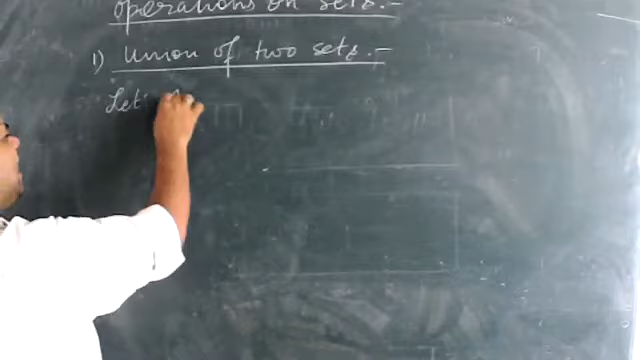 operations on sets.-
1) Union of two sets.-
Let